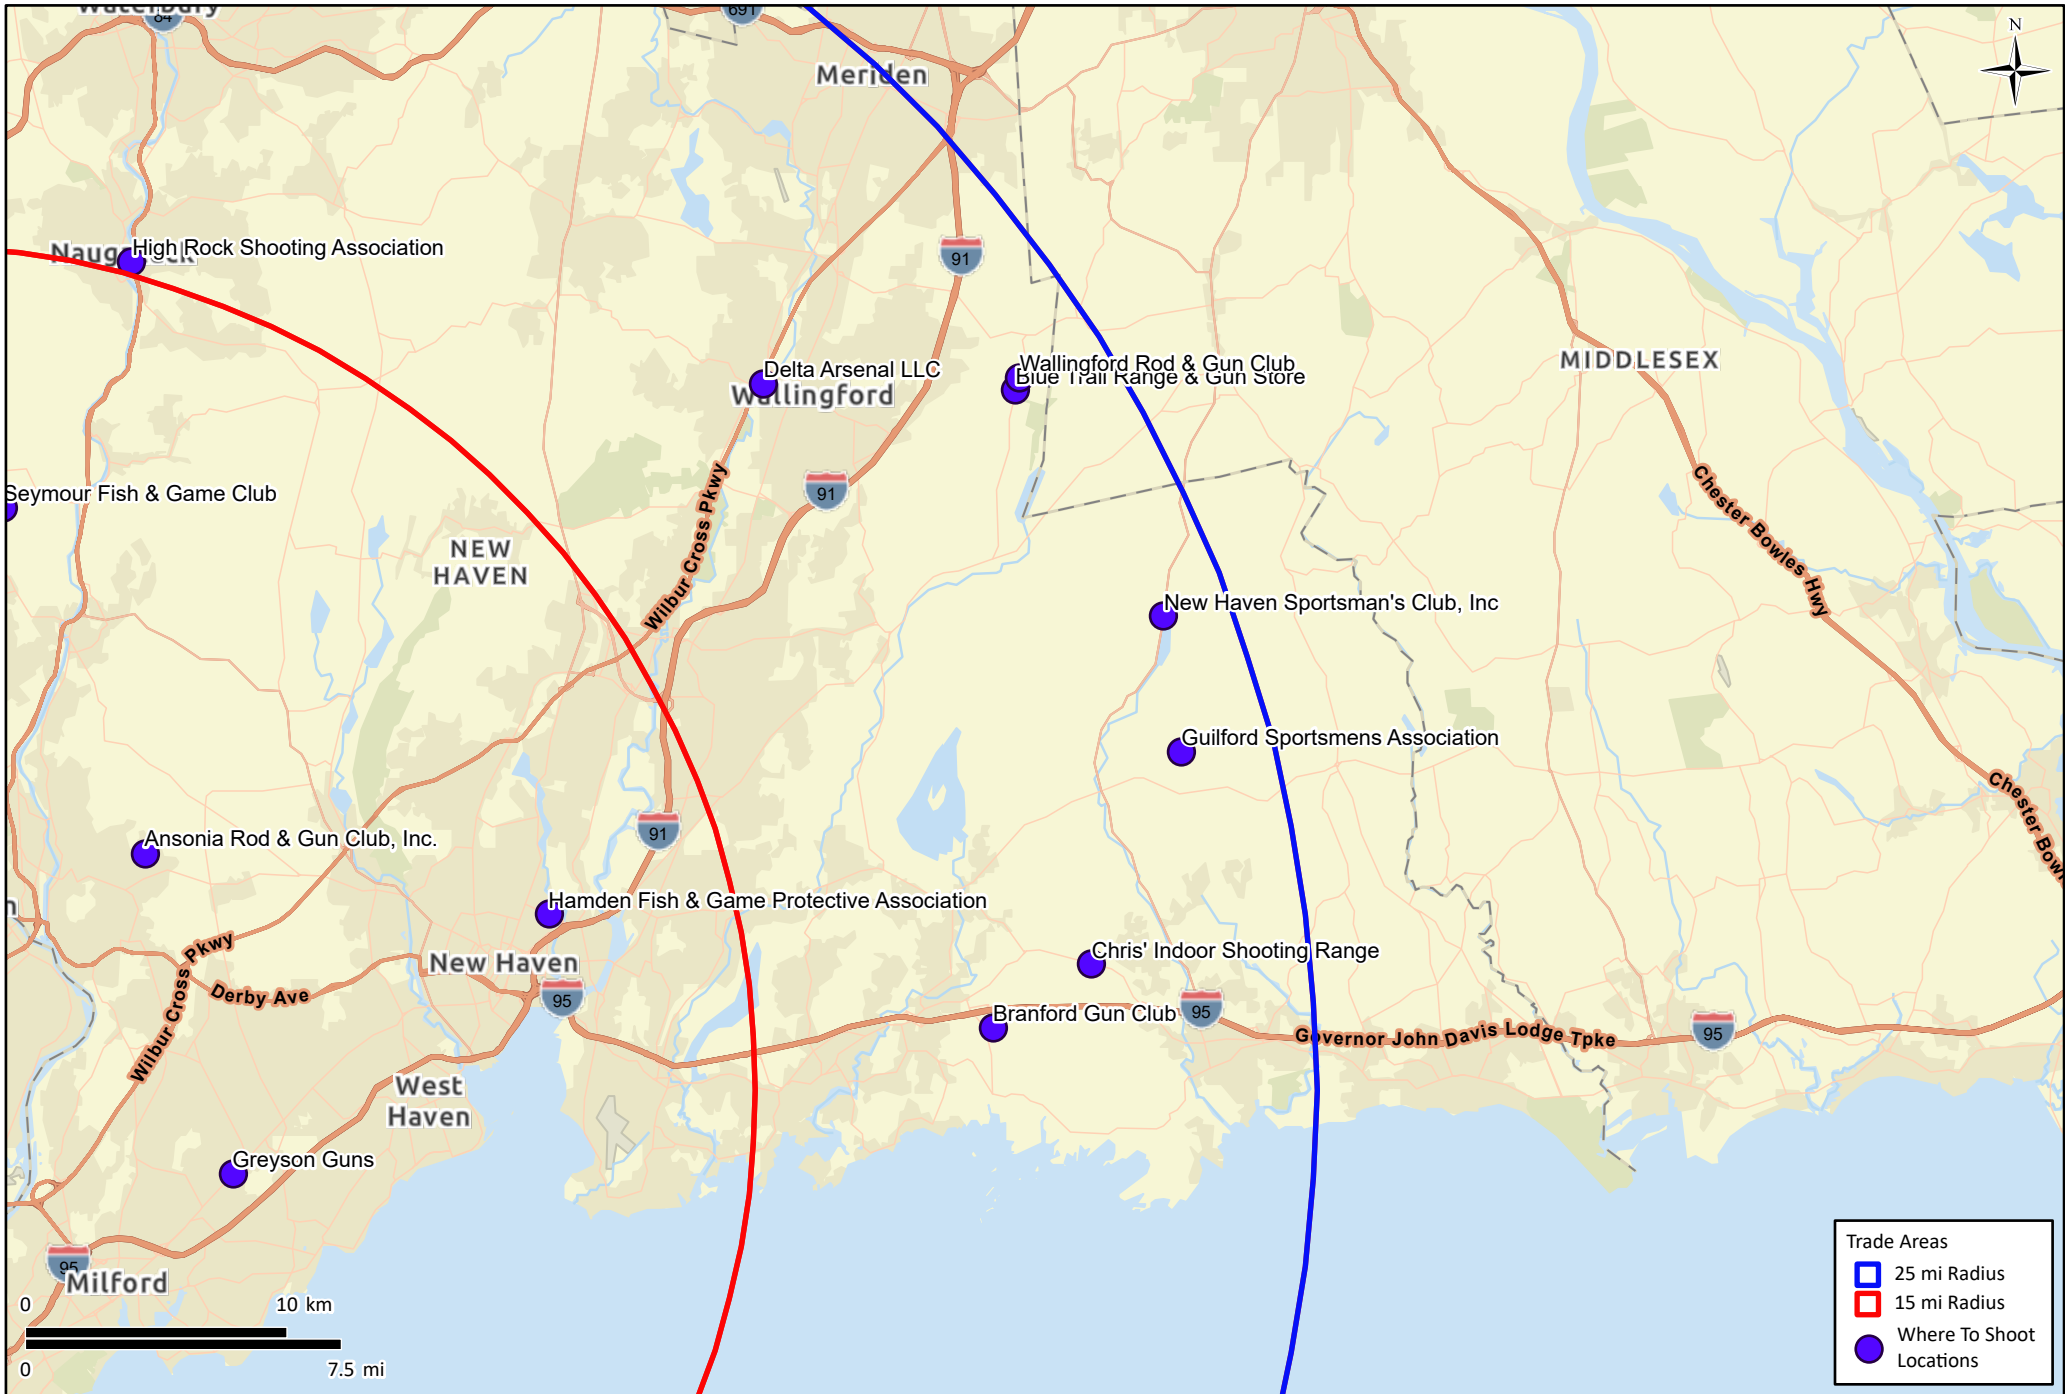 Waterbury
84
691
N
Meriden
High Rock Shooting Association
91
Wallingford Rod & Gun Club
Blue Trail Range & Gun Store
Delta Arsenal LLC
Wallingford
MIDDLESEX
Seymour Fish & Game Club
91
Wilbur Cross Pkwy
Chester Bowles Hwy
NEW
HAVEN
New Haven Sportsman's Club, Inc
Guilford Sportsmens Association
Ansonia Rod & Gun Club, Inc.
91
Hamden Fish & Game Protective Association
New Haven
Wilbur Cross Pkwy
Derby Ave
95
Chris' Indoor Shooting Range
Branford Gun Club
95
Governor John Davis Lodge Tpke
95
West
Haven
Greyson Guns
95
Milford
0
10 km
0
7.5 mi
Trade Areas
25 mi Radius
15 mi Radius
Where To Shoot
Locations